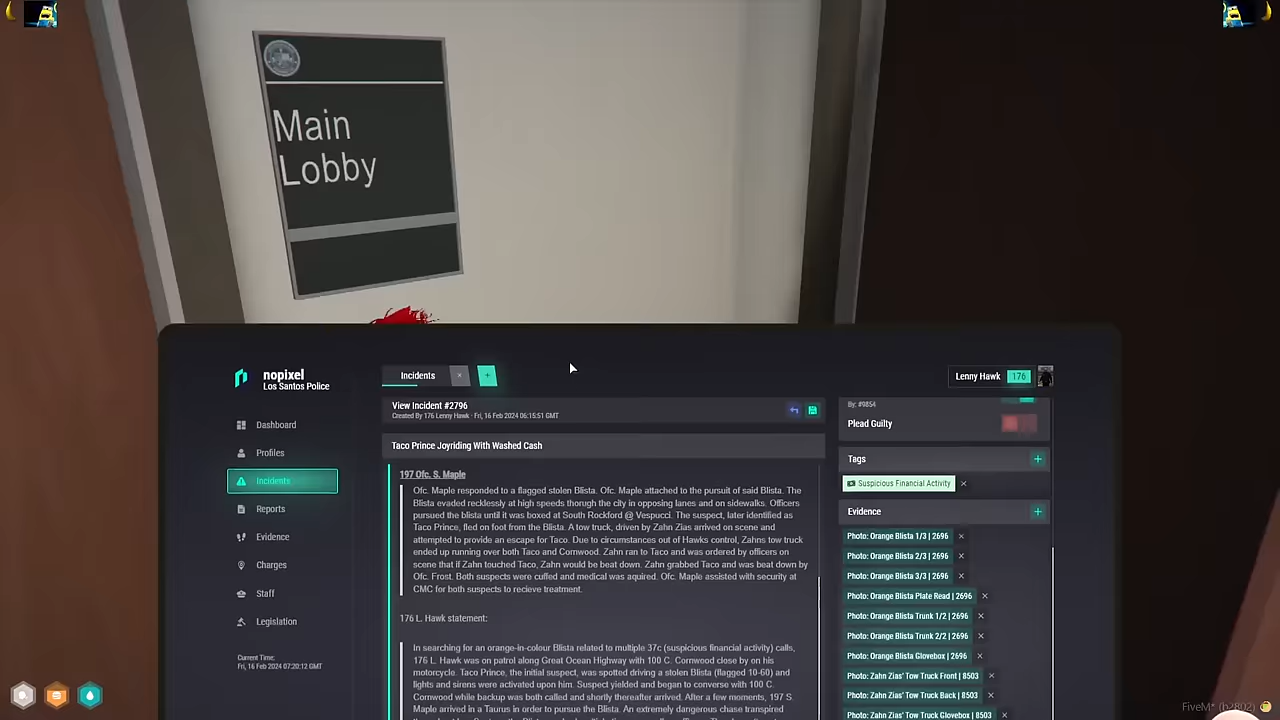 Main
Lobby
nopixel
Los Santos Police
Incidents
Lenny Hawk 176
View Incident #2796
Created By 176 Lenny Hawk · Fri, 16 Feb 2024 06:15:51 GMT
Taco Prince Joyriding With Washed Cash
Dashboard
Profiles
Incidents
Reports
Evidence
Charges
Staff
Legislation
Current Time:
Fri, 16 Feb 2024 07:20:12 GMT
197 Ofc. S. Maple
Ofc. Maple responded to a flagged stolen Blista. Ofc. Maple attached to the pursuit of said Blista. The
Blista evaded recklessly at high speeds thorugh the city in opposing lanes and on sidewalks. Officers
pursued the blista until it was boxed at South Rockford @ Vespucci. The suspect, later identified as
Taco Prince, fled on foot from the Blista. A tow truck, driven by Zahn Zias arrived on scene and
attempted to provide an escape for Taco. Due to circumstances out of Hawks control, Zahns tow truck
ended up running over both Taco and Cornwood. Zahn ran to Taco and was ordered by officers on
scene that if Zahn touched Taco, Zahn would be beat down. Zahn grabbed Taco and was beat down by
Ofc. Frost. Both suspects were cuffed and medical was aquired. Ofc. Maple assisted with security at
CMC for both suspects to recieve treatment.
176 L. Hawk statement:
In searching for an orange-in-colour Blista related to multiple 37c (suspicious financial activity) calls,
176 L. Hawk was on patrol along Great Ocean Highway with 100 C. Cornwood close by on his
motorcycle. Taco Prince, the initial suspect, was spotted driving a stolen Blista (flagged 10-60) and
lights and sirens were activated upon him. Suspect yielded and began to converse with 100 C.
Cornwood while backup was both called and shortly thereafter arrived. After a few moments, 197 S.
Maple arrived in a Taurus in order to pursue the Blista. An extremely dangerous chase transpired
By: #9854
Plead Guilty
Tags
Suspicious Financial Activity
Evidence
Photo: Orange Blista 1/3 | 2696
Photo: Orange Blista 2/3 | 2696
Photo: Orange Blista 3/3 | 2696
Photo: Orange Blista Plate Read | 2696
Photo: Orange Blista Trunk 1/2 | 2696
Photo: Orange Blista Trunk 2/2 | 2696
Photo: Orange Blista Glovebox | 2696
Photo: Zahn Zias' Tow Truck Front | 8503
Photo: Zahn Zias' Tow Truck Back | 8503
Photo: Zahn Zias' Tow Truck Glovebox | 8503
FiveM* (b2802)